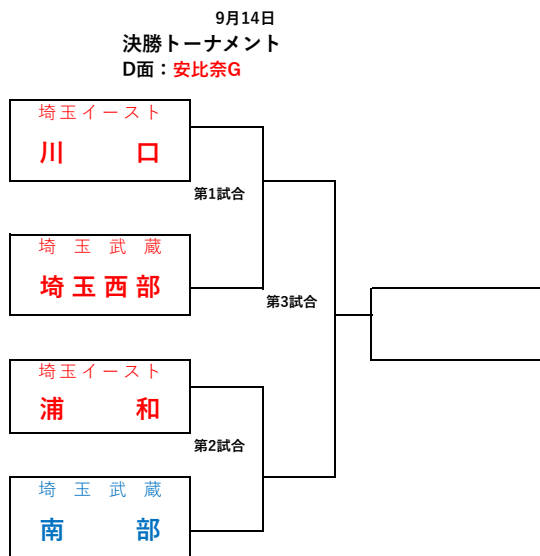 9月14日
決勝トーナメント
D面：安比奈G
埼玉イースト
川口
第1試合
埼玉武蔵
埼玉西部
第3試合
埼玉イースト
浦和
第2試合
埼玉武蔵
南部